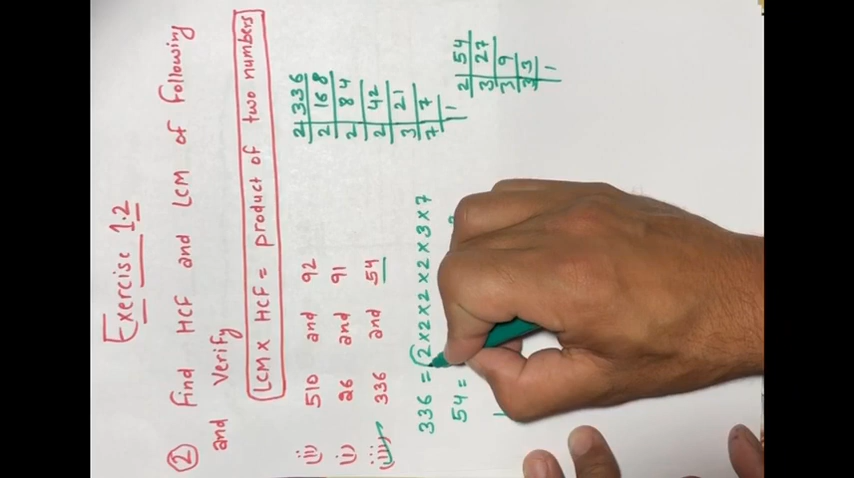 Exercise 1.2
② Find HCF and LCM of following
and verify
LCM x HCF = product of two numbers
(ii) 510 and 92
(i) 26 and 91
(iii) 336 and 54
336 = 2 x 2 x 2 x 2 x 3 x 7
54 =
2 336
2 168
2 84
2 42
3 21
7 7
1
2 54
3 27
3 9
3 3
1